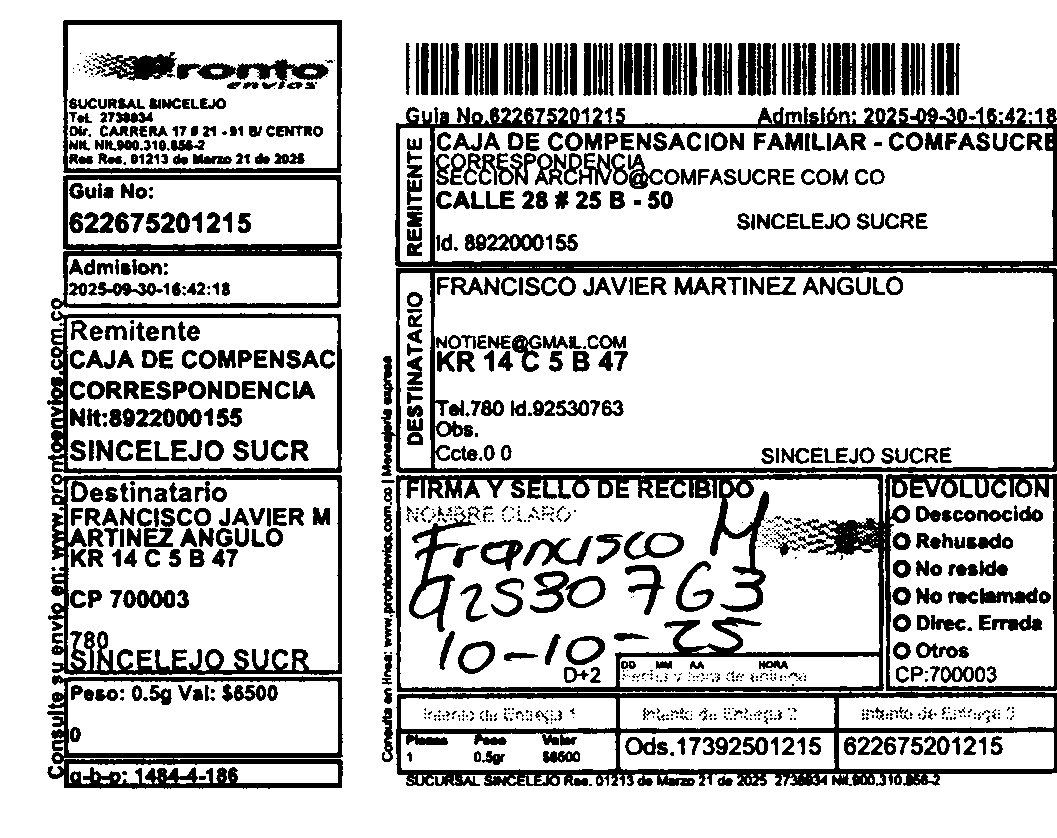 Pronto
envios
SUCURSAL SINCELEJO
Tel. 2738834
Dir. CARRERA 17 # 21 - 91 B/ CENTRO
Nit. Nit.900.310.856-2
Res Res. 01213 de Marzo 21 de 2025
Guia No:
622675201215
Admision:
2025-09-30-16:42:18
Remitente
CAJA DE COMPENSAC
CORRESPONDENCIA
Nit:8922000155
SINCELEJO SUCR
Destinatario
FRANCISCO JAVIER M
ARTINEZ ANGULO
KR 14 C 5 B 47
CP 700003
780
SINCELEJO SUCR
Peso: 0.5g Val: $6500
0
g-b-p: 1484-4-186
Consulte su envio en: www.prontoenvios.com.co
Guia No.622675201215
Admisión: 2025-09-30-16:42:18
REMITENTE
CAJA DE COMPENSACION FAMILIAR - COMFASUCRE
CORRESPONDENCIA
SECCION ARCHIVO@COMFASUCRE COM CO
CALLE 28 # 25 B - 50
SINCELEJO SUCRE
Id. 8922000155
DESTINATARIO
FRANCISCO JAVIER MARTINEZ ANGULO
NOTIENE@GMAIL.COM
KR 14 C 5 B 47
Tel.780 Id.92530763
Obs.
Ccte.0 0
SINCELEJO SUCRE
Consulta en línea: www.prontoenvios.com.co | Mensajería expresa
FIRMA Y SELLO DE RECIBIDO
NOMBRE CLARO:
Francisco M.
92530763
10-10-25
D+2
DD MM AA HORA
Fecha y hora de entrega
DEVOLUCION
Desconocido
Rehusado
No reside
No reclamado
Direc. Errada
Otros
CP:700003
Intento de Entrega 1
Intento de Entrega 2
Intento de Entrega 3
Piezas Peso Valor
1 0.5gr $6500
Ods.17392501215
622675201215
SUCURSAL SINCELEJO Res. 01213 de Marzo 21 de 2025 2738834 Nit.900.310.856-2